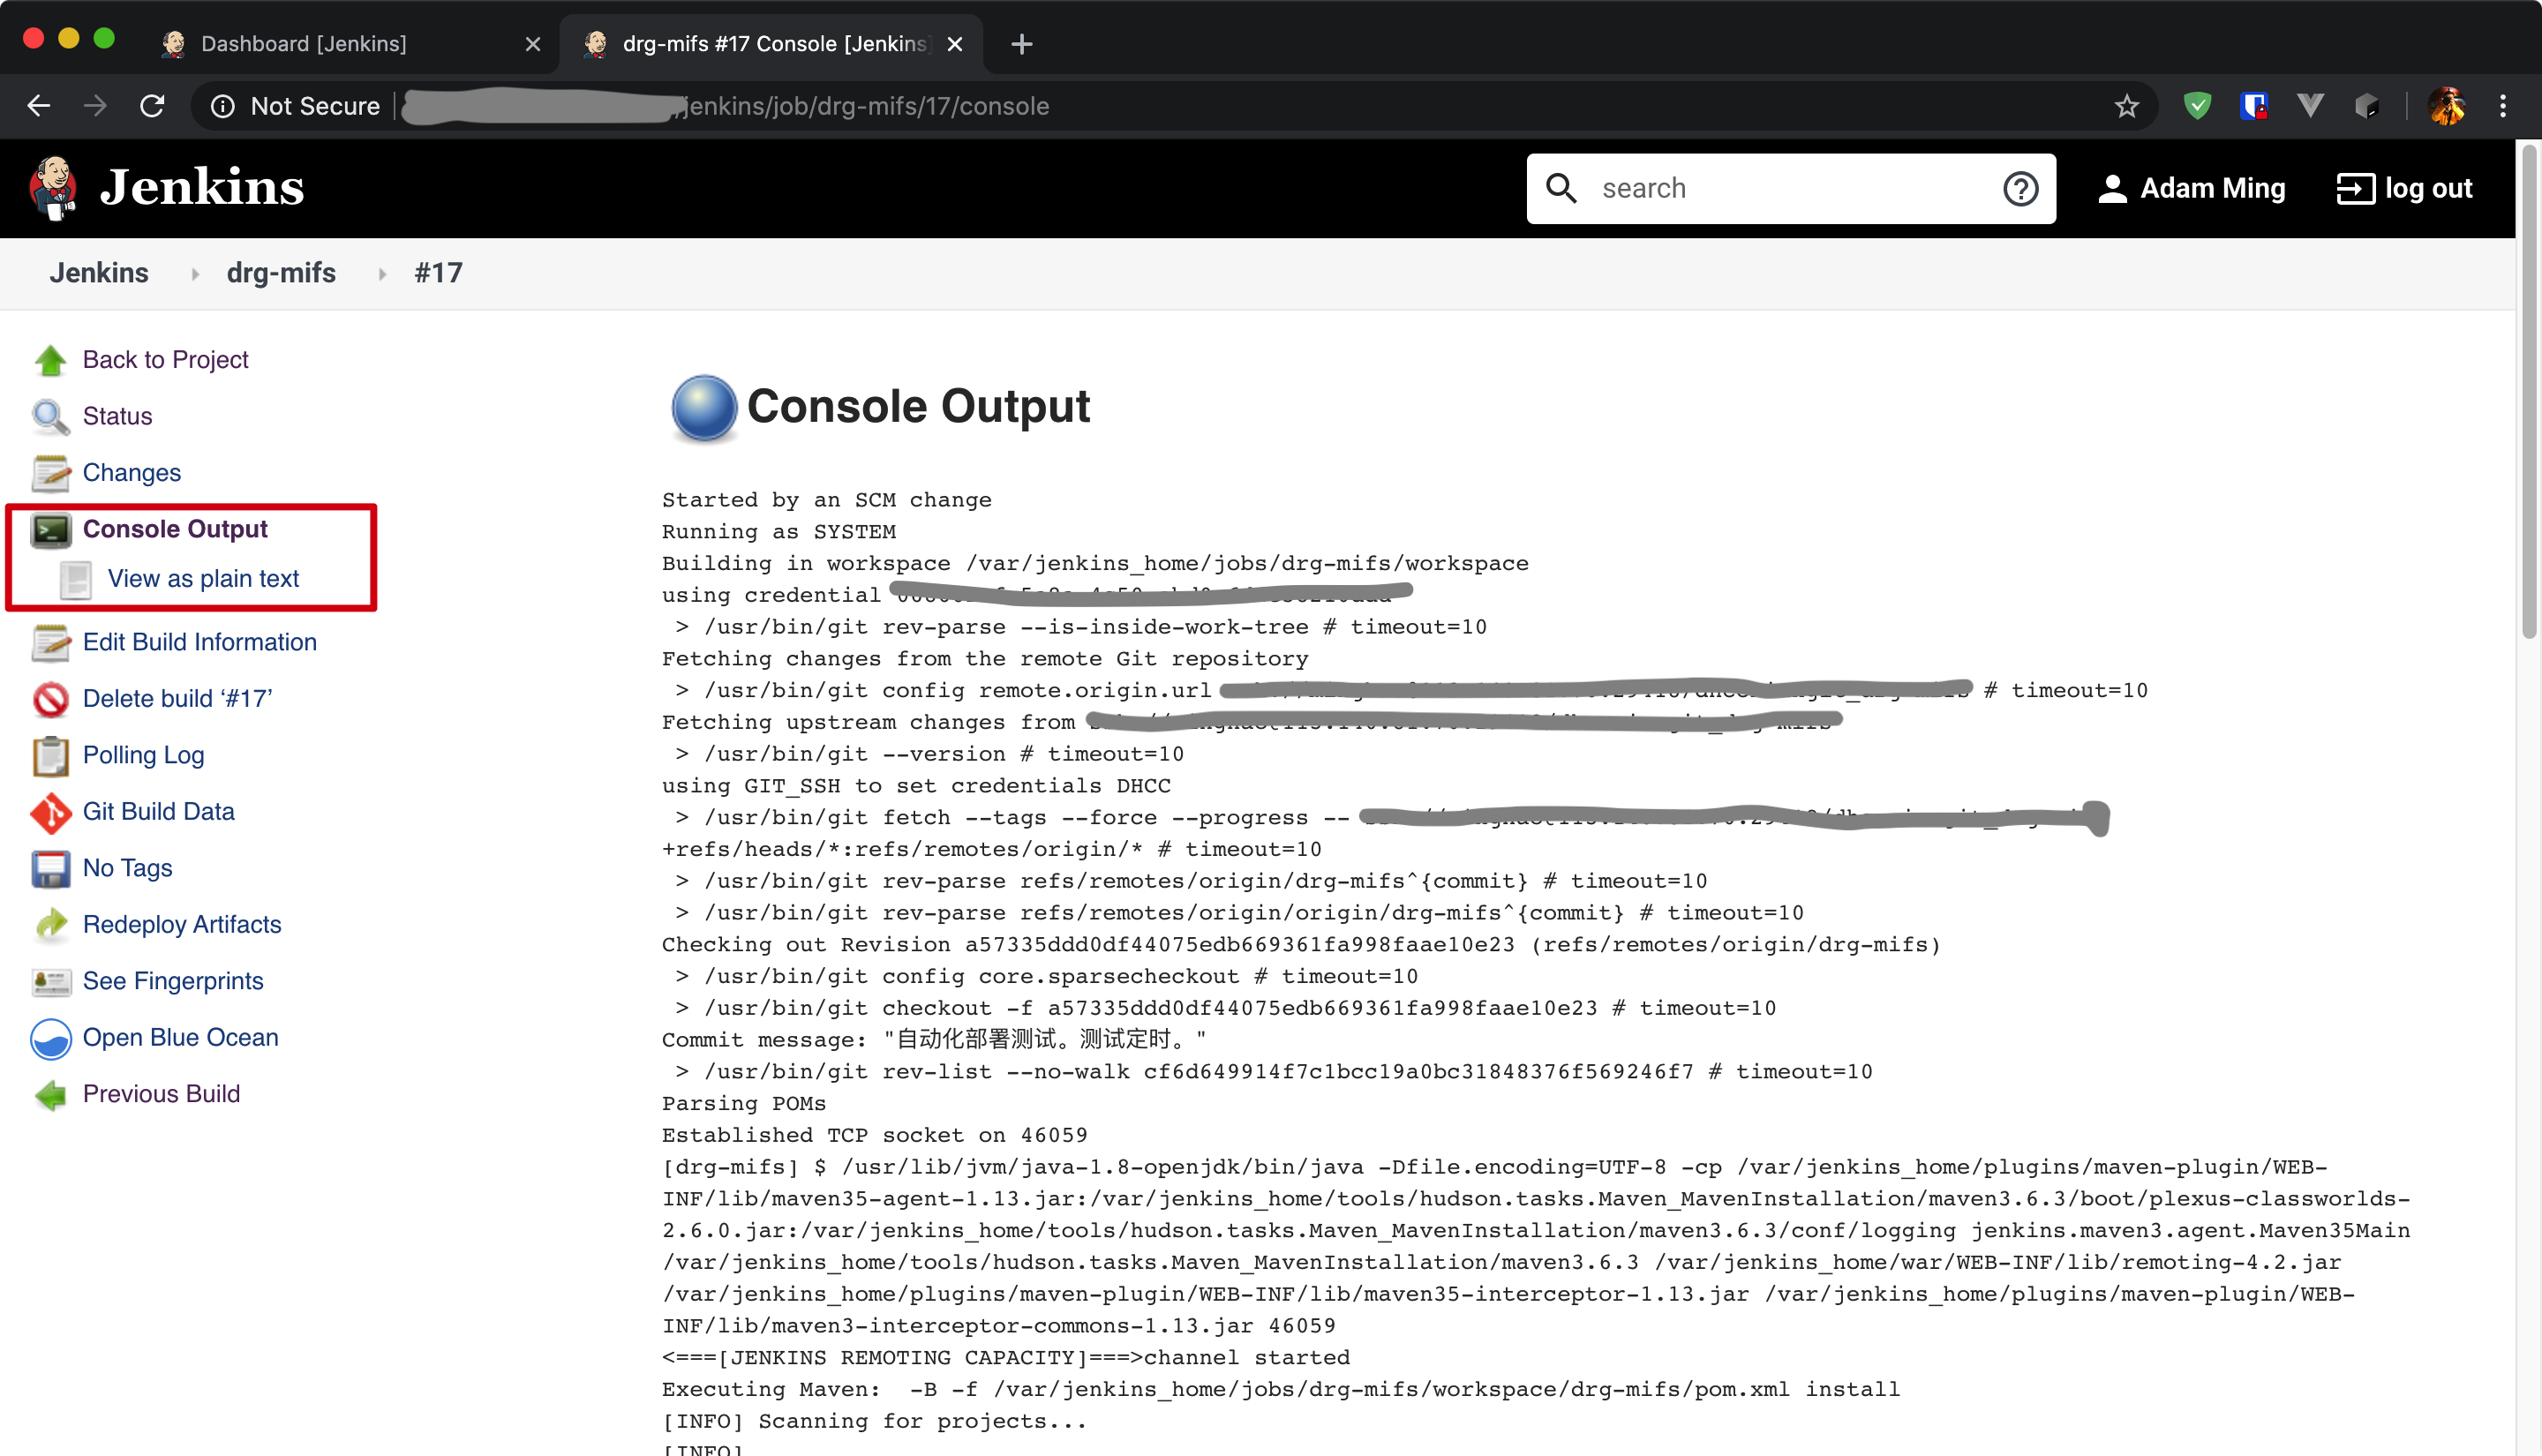 Dashboard [Jenkins]
drg-mifs #17 Console [Jenkins]
Not Secure
/jenkins/job/drg-mifs/17/console
Jenkins
search
Adam Ming
log out
Jenkins
drg-mifs
#17
Back to Project
Status
Changes
Console Output
View as plain text
Edit Build Information
Delete build ‘#17’
Polling Log
Git Build Data
No Tags
Redeploy Artifacts
See Fingerprints
Open Blue Ocean
Previous Build
Console Output
Started by an SCM change
Running as SYSTEM
Building in workspace /var/jenkins_home/jobs/drg-mifs/workspace
using credential
> /usr/bin/git rev-parse --is-inside-work-tree # timeout=10
Fetching changes from the remote Git repository
> /usr/bin/git config remote.origin.url # timeout=10
Fetching upstream changes from
> /usr/bin/git --version # timeout=10
using GIT_SSH to set credentials DHCC
> /usr/bin/git fetch --tags --force --progress --
+refs/heads/*:refs/remotes/origin/* # timeout=10
> /usr/bin/git rev-parse refs/remotes/origin/drg-mifs^{commit} # timeout=10
> /usr/bin/git rev-parse refs/remotes/origin/origin/drg-mifs^{commit} # timeout=10
Checking out Revision a57335ddd0df44075edb669361fa998faae10e23 (refs/remotes/origin/drg-mifs)
> /usr/bin/git config core.sparsecheckout # timeout=10
> /usr/bin/git checkout -f a57335ddd0df44075edb669361fa998faae10e23 # timeout=10
Commit message: "自动化部署测试。测试定时。"
> /usr/bin/git rev-list --no-walk cf6d649914f7c1bcc19a0bc31848376f569246f7 # timeout=10
Parsing POMs
Established TCP socket on 46059
[drg-mifs] $ /usr/lib/jvm/java-1.8-openjdk/bin/java -Dfile.encoding=UTF-8 -cp /var/jenkins_home/plugins/maven-plugin/WEB-
INF/lib/maven35-agent-1.13.jar:/var/jenkins_home/tools/hudson.tasks.Maven_MavenInstallation/maven3.6.3/boot/plexus-classworlds-
2.6.0.jar:/var/jenkins_home/tools/hudson.tasks.Maven_MavenInstallation/maven3.6.3/conf/logging jenkins.maven3.agent.Maven35Main
/var/jenkins_home/tools/hudson.tasks.Maven_MavenInstallation/maven3.6.3 /var/jenkins_home/war/WEB-INF/lib/remoting-4.2.jar
/var/jenkins_home/plugins/maven-plugin/WEB-INF/lib/maven35-interceptor-1.13.jar /var/jenkins_home/plugins/maven-plugin/WEB-
INF/lib/maven3-interceptor-commons-1.13.jar 46059
<===[JENKINS REMOTING CAPACITY]===>channel started
Executing Maven:  -B -f /var/jenkins_home/jobs/drg-mifs/workspace/drg-mifs/pom.xml install
[INFO] Scanning for projects...
[INFO]